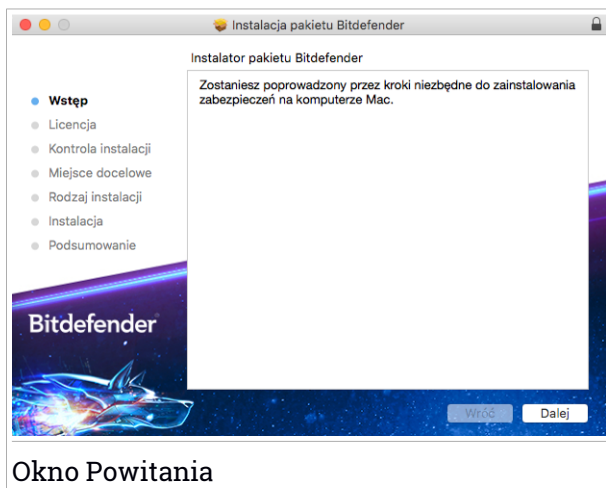 Instalacja pakietu Bitdefender
Instalator pakietu Bitdefender
Zostaniesz poprowadzony przez kroki niezbędne do zainstalowania
zabezpieczeń na komputerze Mac.
Wstęp
Licencja
Kontrola instalacji
Miejsce docelowe
Rodzaj instalacji
Instalacja
Podsumowanie
Bitdefender
Wróć
Dalej
Okno Powitania